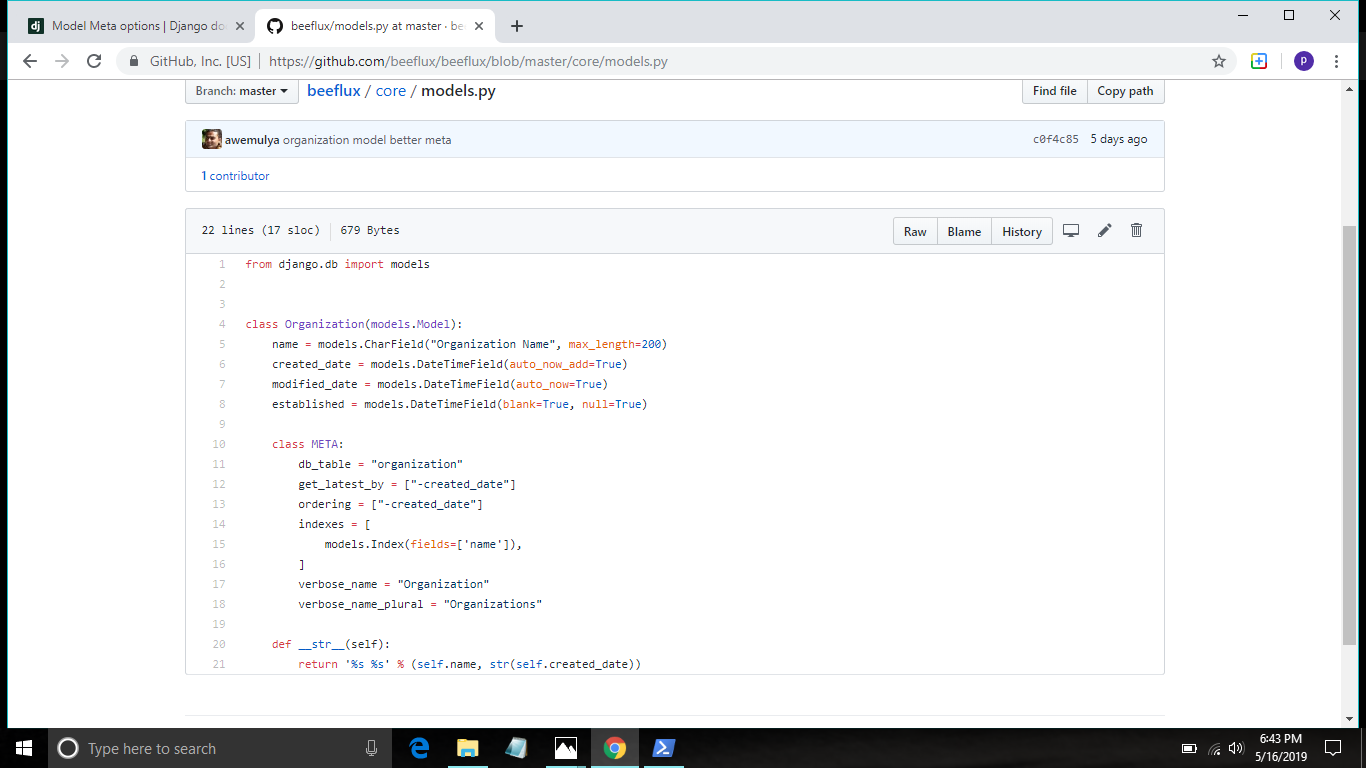 Model Meta options | Django do
beeflux/models.py at master · be
GitHub, Inc. [US] | https://github.com/beeflux/beeflux/blob/master/core/models.py
p
Branch: master
beeflux / core / models.py
Find file
Copy path
awemulya organization model better meta
c0f4c85
5 days ago
1 contributor
22 lines (17 sloc)
679 Bytes
Raw
Blame
History
1 from django.db import models
2
3
4 class Organization(models.Model):
5     name = models.CharField("Organization Name", max_length=200)
6     created_date = models.DateTimeField(auto_now_add=True)
7     modified_date = models.DateTimeField(auto_now=True)
8     established = models.DateTimeField(blank=True, null=True)
9
10     class META:
11         db_table = "organization"
12         get_latest_by = ["-created_date"]
13         ordering = ["-created_date"]
14         indexes = [
15             models.Index(fields=['name']),
16         ]
17         verbose_name = "Organization"
18         verbose_name_plural = "Organizations"
19
20     def __str__(self):
21         return '%s %s' % (self.name, str(self.created_date))
Type here to search
6:43 PM
5/16/2019